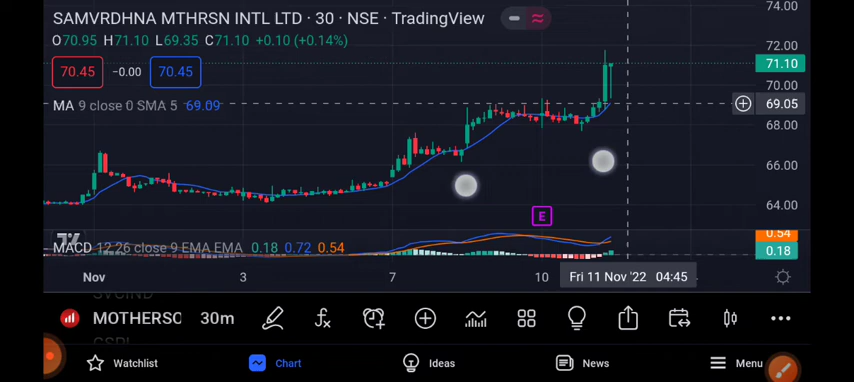 SAMVRDHNA MTHRSN INTL LTD · 30 · NSE · TradingView
74.00
O70.95 H71.10 L69.35 C71.10 +0.10 (+0.14%)
72.00
71.10
70.45 -0.00 70.45
70.00
MA 9 close 0 SMA 5 69.09
69.05
68.00
66.00
64.00
E
0.54
MACD 12 26 close 9 EMA EMA 0.18 0.72 0.54
0.18
Nov 3 7 10 Fri 11 Nov '22 04:45
MOTHERSO 30m
Watchlist Chart Ideas News Menu